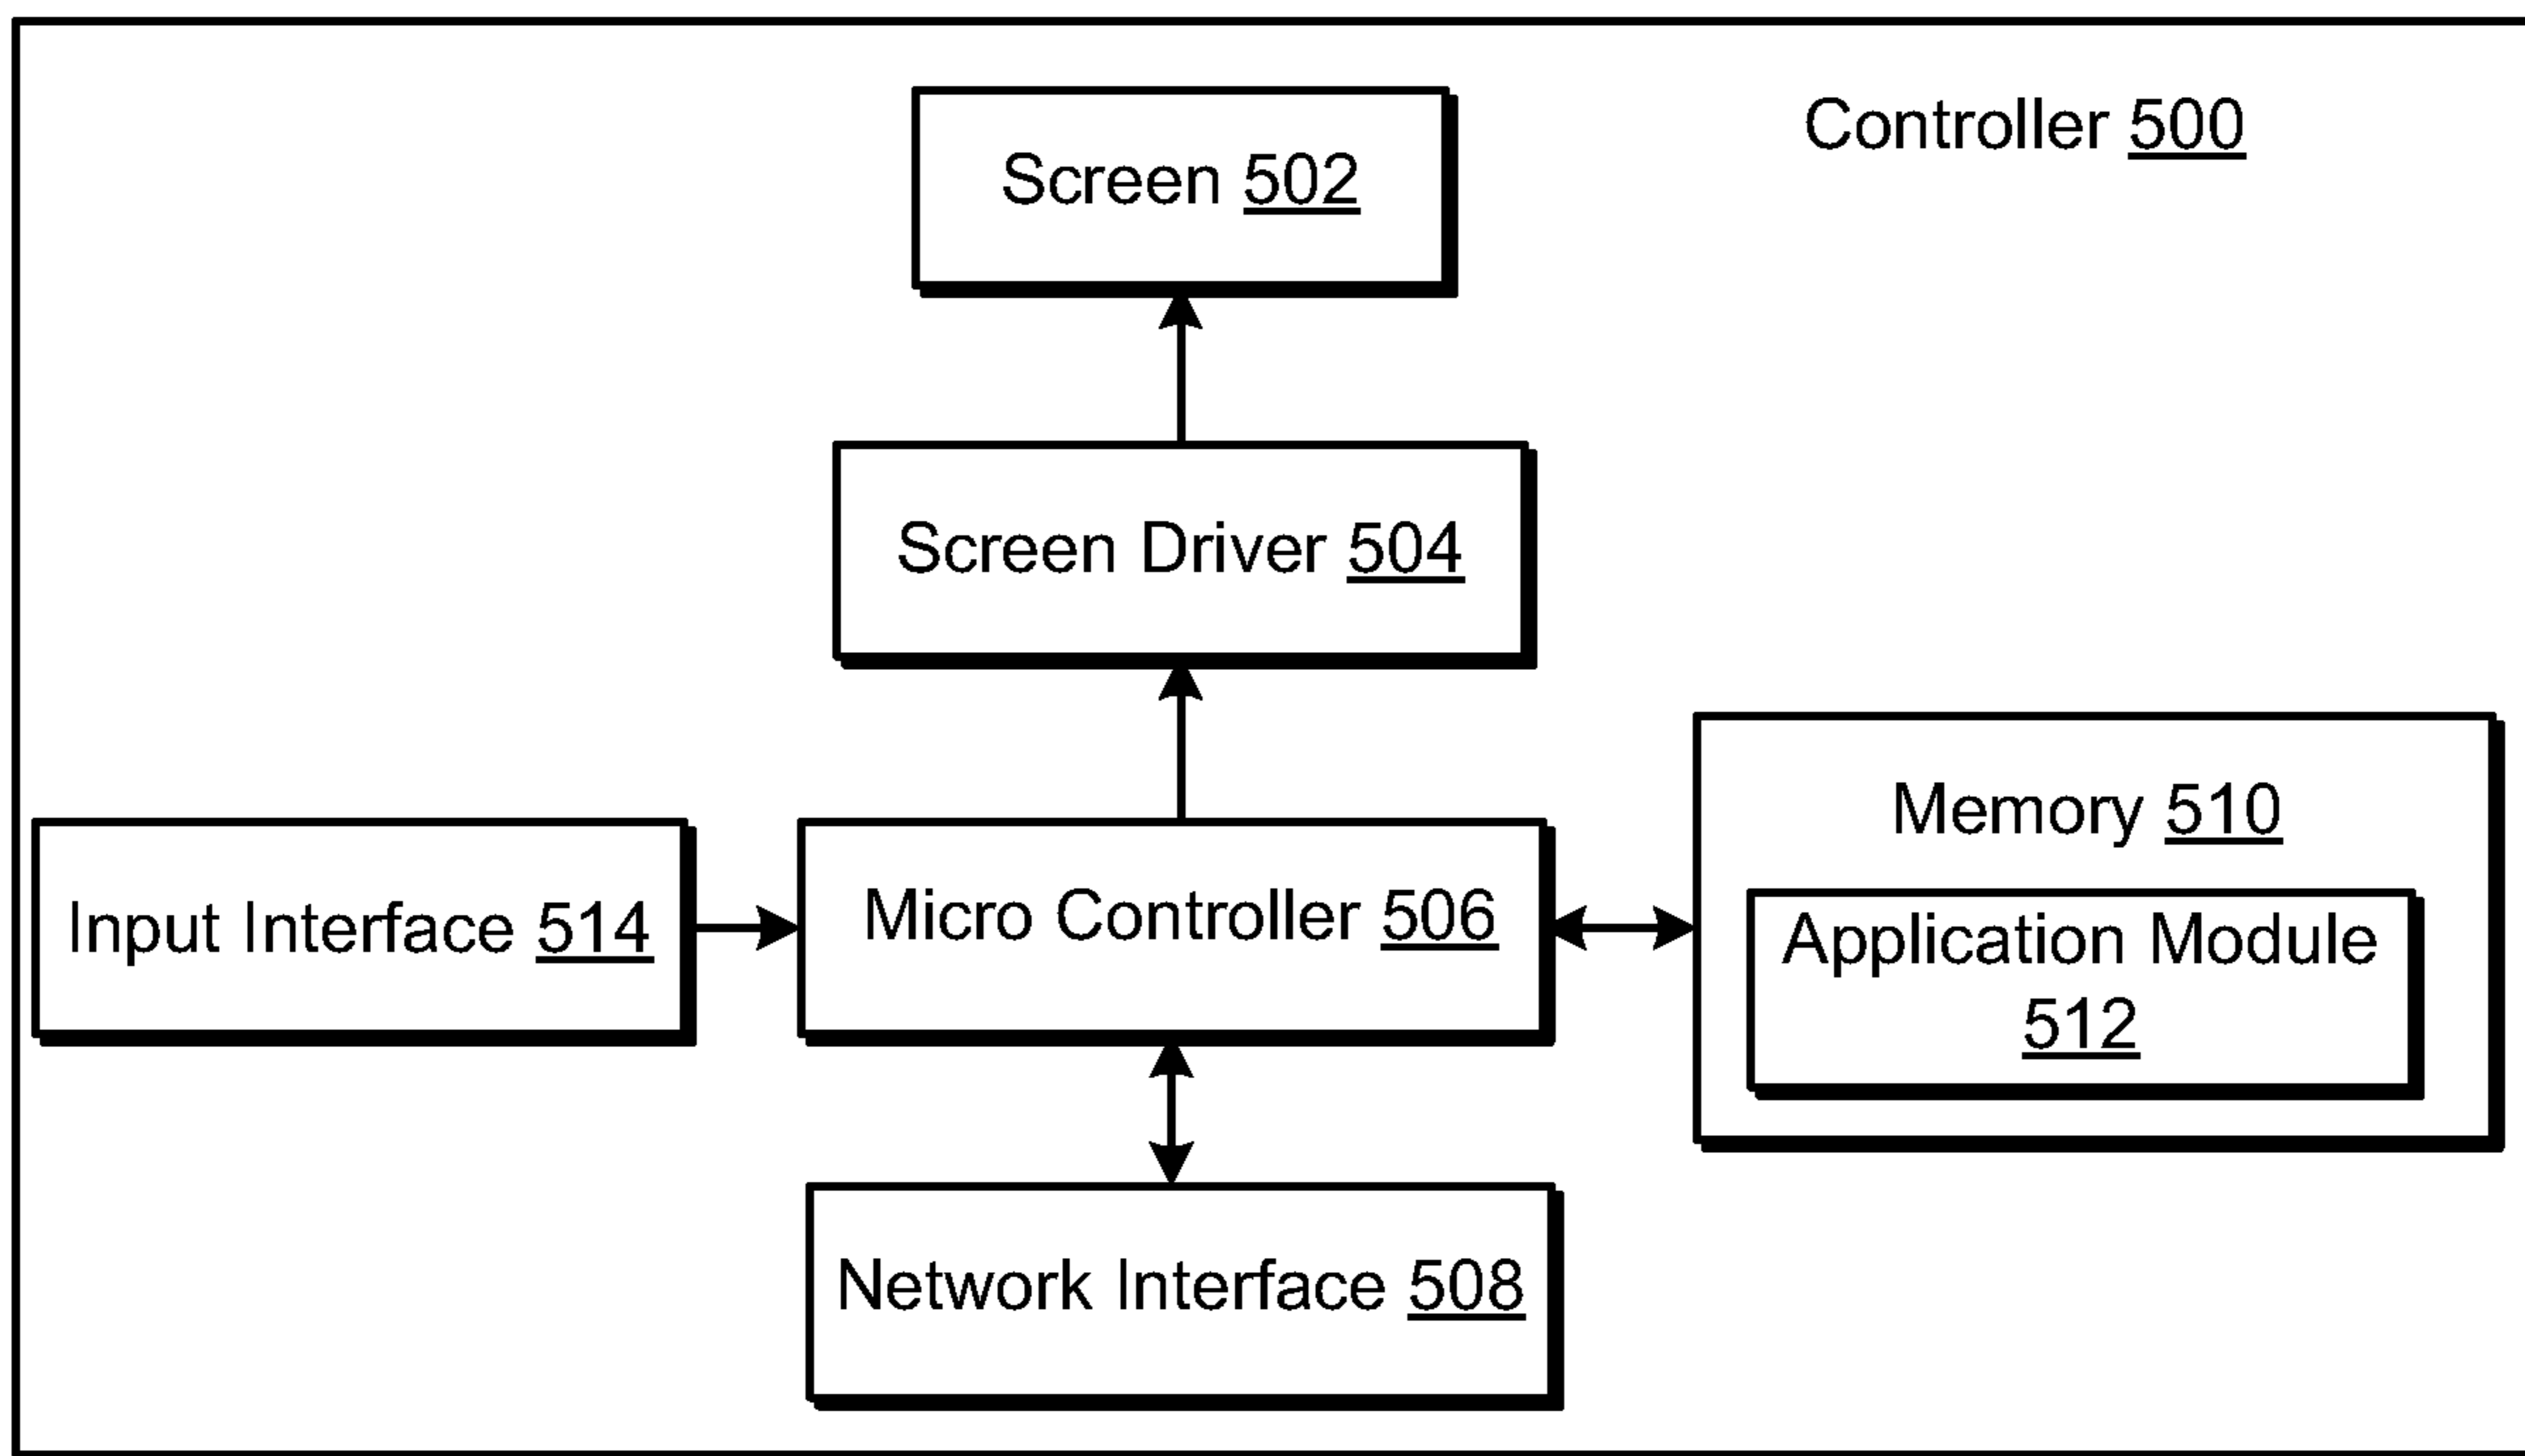 Controller 500
Screen 502
Screen Driver 504
Memory 510
Input Interface 514
Micro Controller 506
Application Module
512
Network Interface 508